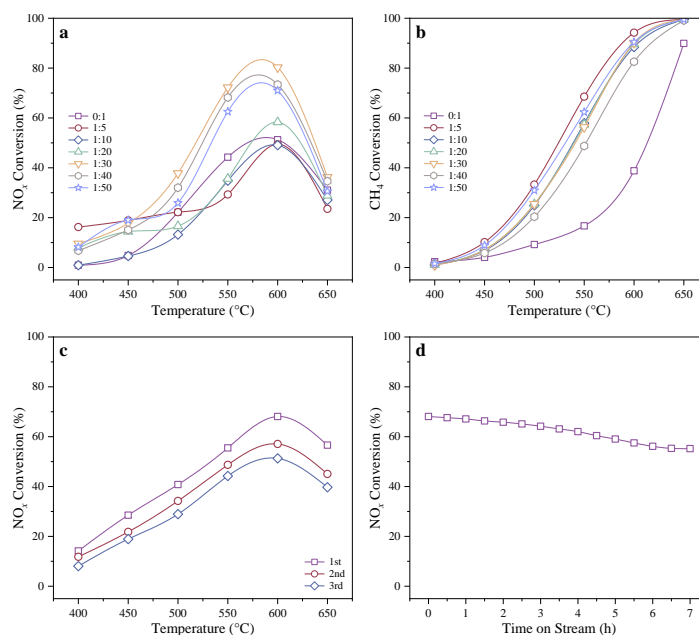 a
NOx Conversion (%)
100
80
60
40
20
0
0:1
1:5
1:10
1:20
1:30
1:40
1:50
400 450 500 550 600 650
Temperature (°C)
b
CH4 Conversion (%)
100
80
60
40
20
0
0:1
1:5
1:10
1:20
1:30
1:40
1:50
400 450 500 550 600 650
Temperature (°C)
c
NOx Conversion (%)
100
80
60
40
20
0
1st
2nd
3rd
400 450 500 550 600 650
Temperature (°C)
d
NOx Conversion (%)
100
80
60
40
20
0
0 1 2 3 4 5 6 7
Time on Stream (h)